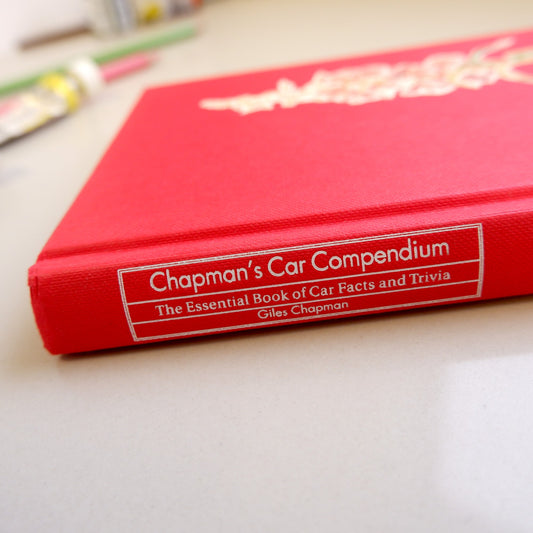 Chapman's Car Compendium
The Essential Book of Car Facts and Trivia
Giles Chapman